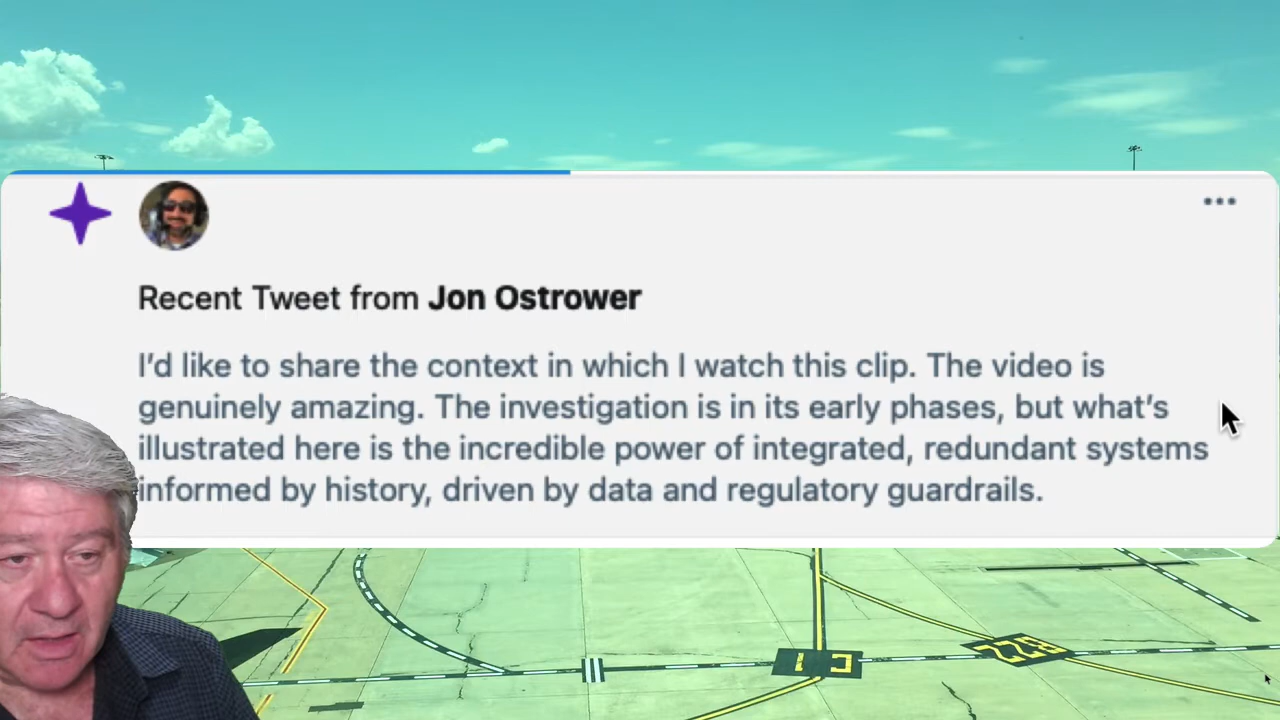 Recent Tweet from Jon Ostrower
I’d like to share the context in which I watch this clip. The video is
genuinely amazing. The investigation is in its early phases, but what’s
illustrated here is the incredible power of integrated, redundant systems
informed by history, driven by data and regulatory guardrails.